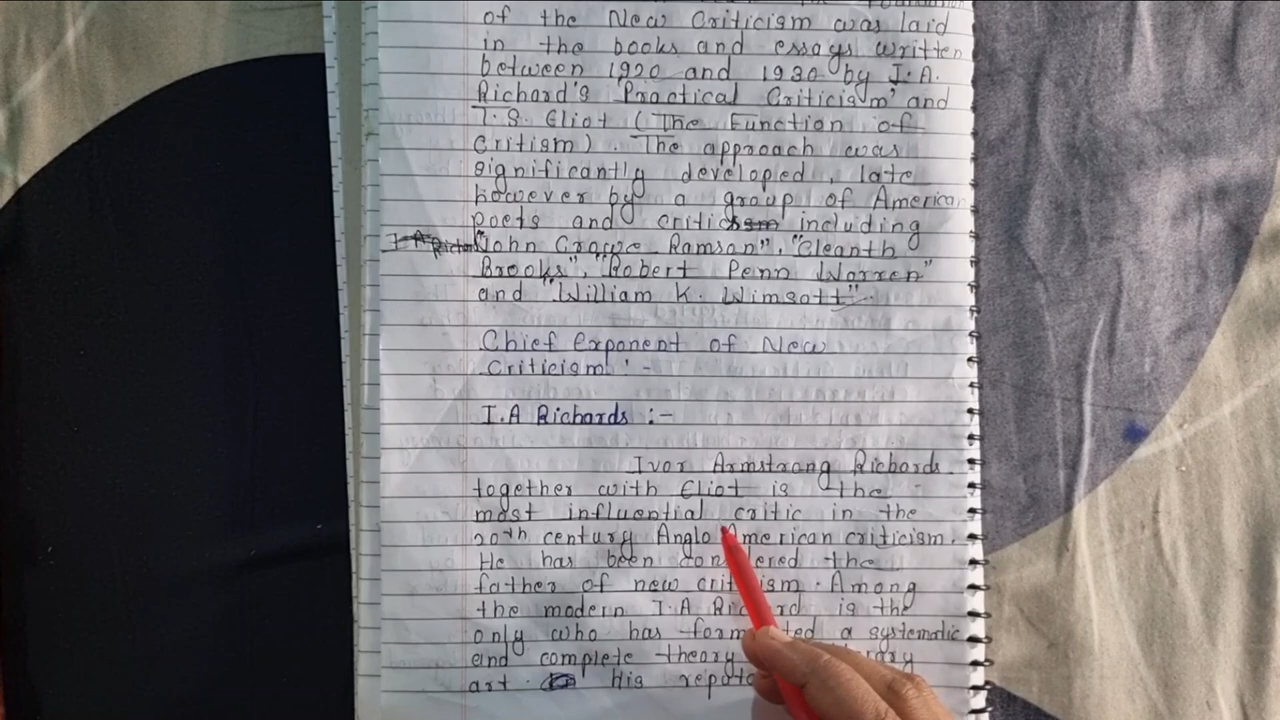 of the New Criticism was laid
in the books and essays written
between 1920 and 1930 by I.A.
Richard's 'Practical Criticism' and
T.S. Eliot (The Function of
Critism). The approach was
significantly developed, late
however by a group of American
poets and critics including
"John Crowe Ramson", "Cleanth
Brooks", "Robert Penn Warren"
and "William K. Wimsatt".
Chief Exponent of New
Criticism :-
I.A Richards :-
Ivor Armstrong Richards
together with Eliot is the
most influential critic in the
20th century Anglo American criticism.
He has been the
father of new . Among
the modern I.A is the
only who has a systematic
and complete theory
art. His